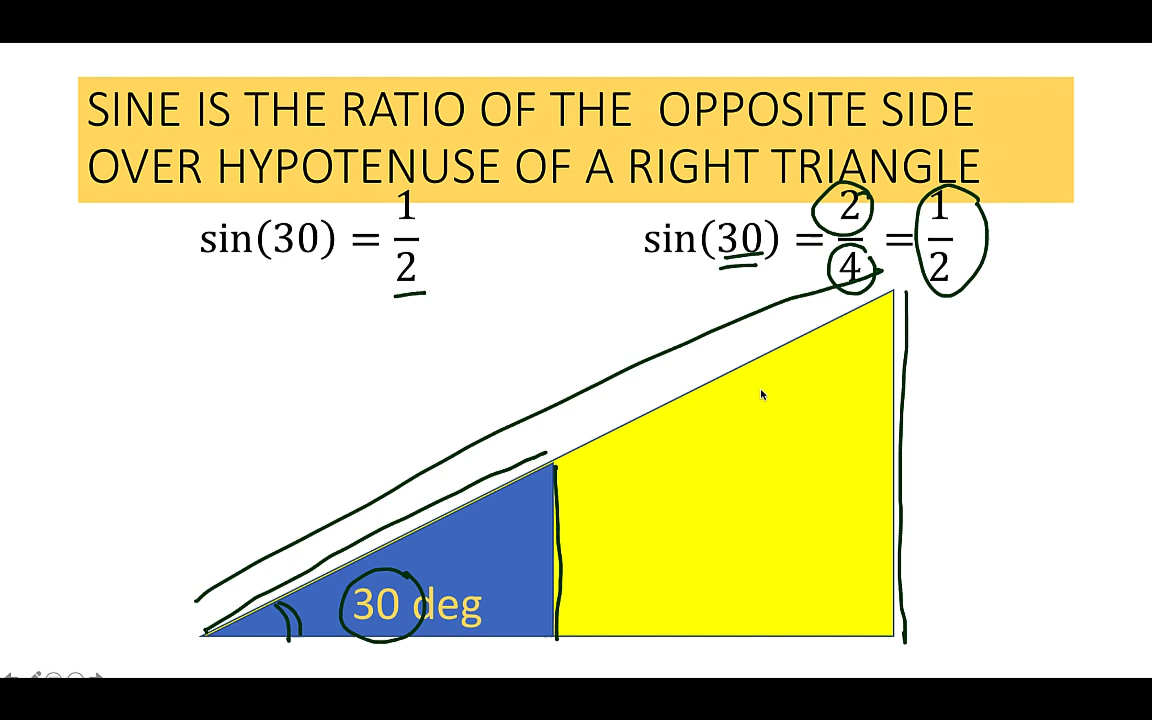 SINE IS THE RATIO OF THE OPPOSITE SIDE
OVER HYPOTENUSE OF A RIGHT TRIANGLE
sin(30) = 1/2
sin(30) = 2/4 = 1/2
30 deg